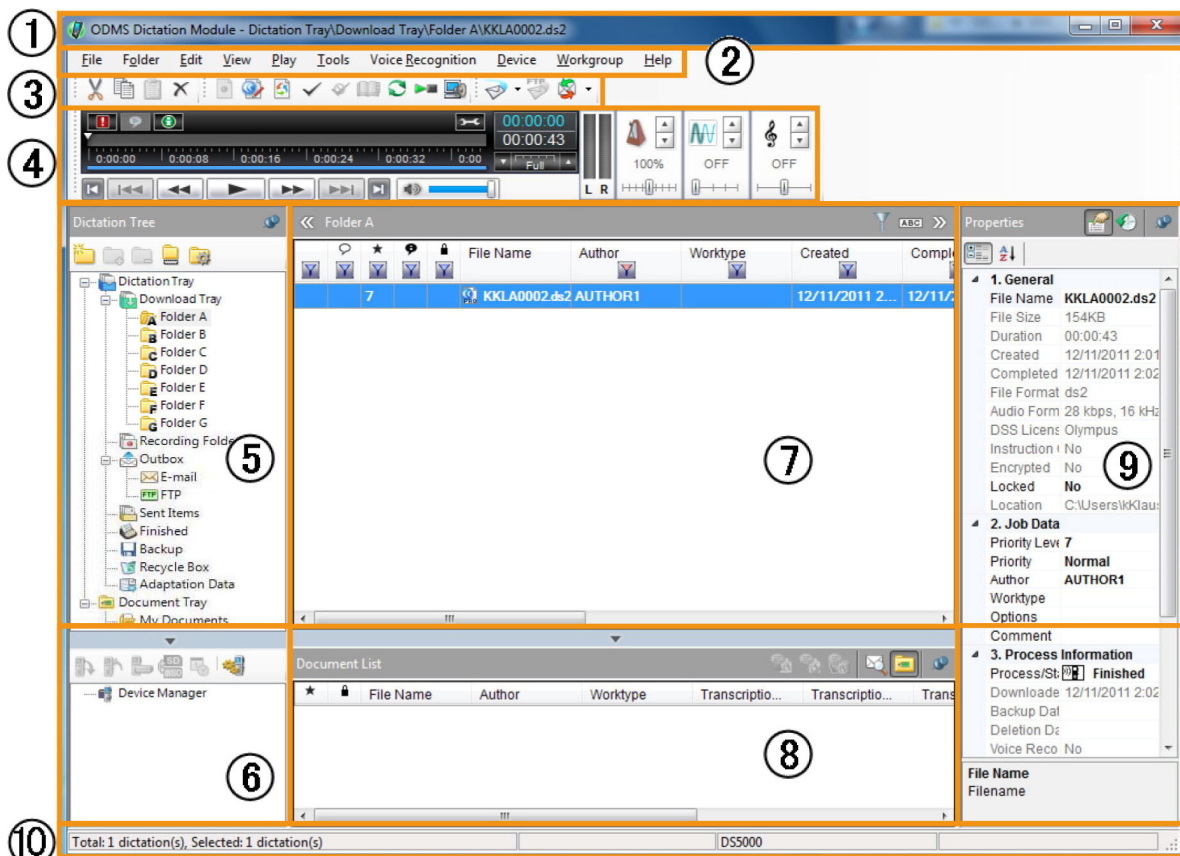 ① ODMS Dictation Module - Dictation Tray\Download Tray\Folder A\KKLA0002.ds2
File Folder Edit View Play Tools Voice Recognition Device Workgroup Help ②
③
00:00:00
00:00:43
④ 0:00:00 0:00:08 0:00:16 0:00:24 0:00:32 0:00 Full
L R 100% OFF OFF
Dictation Tree
Dictation Tray
Download Tray
A Folder A
B Folder B
C Folder C
D Folder D
E Folder E
F Folder F
G Folder G
Recording Folde
Outbox
E-mail
FTP FTP
Sent Items
Finished
Backup
Recycle Box
Adaptation Data
Document Tray
My Documents
⑤
Folder A ABC
File Name Author Worktype Created Comple
7 PRO KKLA0002.ds2 AUTHOR1 12/11/2011 2... 12/11/2
⑦
Properties
1. General
File Name KKLA0002.ds2
File Size 154KB
Duration 00:00:43
Created 12/11/2011 2:01
Completed 12/11/2011 2:02
File Format ds2
Audio Form 28 kbps, 16 kHz
DSS Licens Olympus
Instruction No
Encrypted No
Locked No
Location C:\Users\kKlau
2. Job Data
Priority Leve 7
Priority Normal
Author AUTHOR1
Worktype
Options
Comment
3. Process Information
Process/St Finished
Downloade 12/11/2011 2:02
Backup Dat
Deletion Da
Voice Reco No
File Name
Filename
⑨
SD
Device Manager
⑥
Document List
File Name Author Worktype Transcriptio... Transcriptio... Trans
⑧
⑩ Total: 1 dictation(s), Selected: 1 dictation(s) DS5000